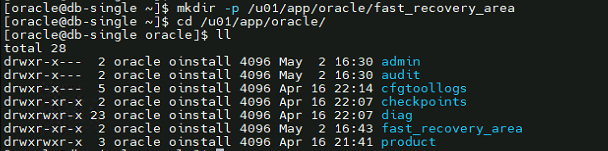 [oracle@db-single ~]$ mkdir -p /u01/app/oracle/fast_recovery_area
[oracle@db-single ~]$ cd /u01/app/oracle/
[oracle@db-single oracle]$ ll
total 28
drwxr-x---  2 oracle oinstall 4096 May  2 16:30 admin
drwxr-x---  2 oracle oinstall 4096 May  2 16:30 audit
drwxr-x---  5 oracle oinstall 4096 Apr 16 22:14 cfgtoollogs
drwxr-xr-x  2 oracle oinstall 4096 Apr 16 22:07 checkpoints
drwxrwxr-x 23 oracle oinstall 4096 Apr 16 22:07 diag
drwxr-xr-x  2 oracle oinstall 4096 May  2 16:43 fast_recovery_area
drwxrwxr-x  3 oracle oinstall 4096 Apr 16 21:41 product